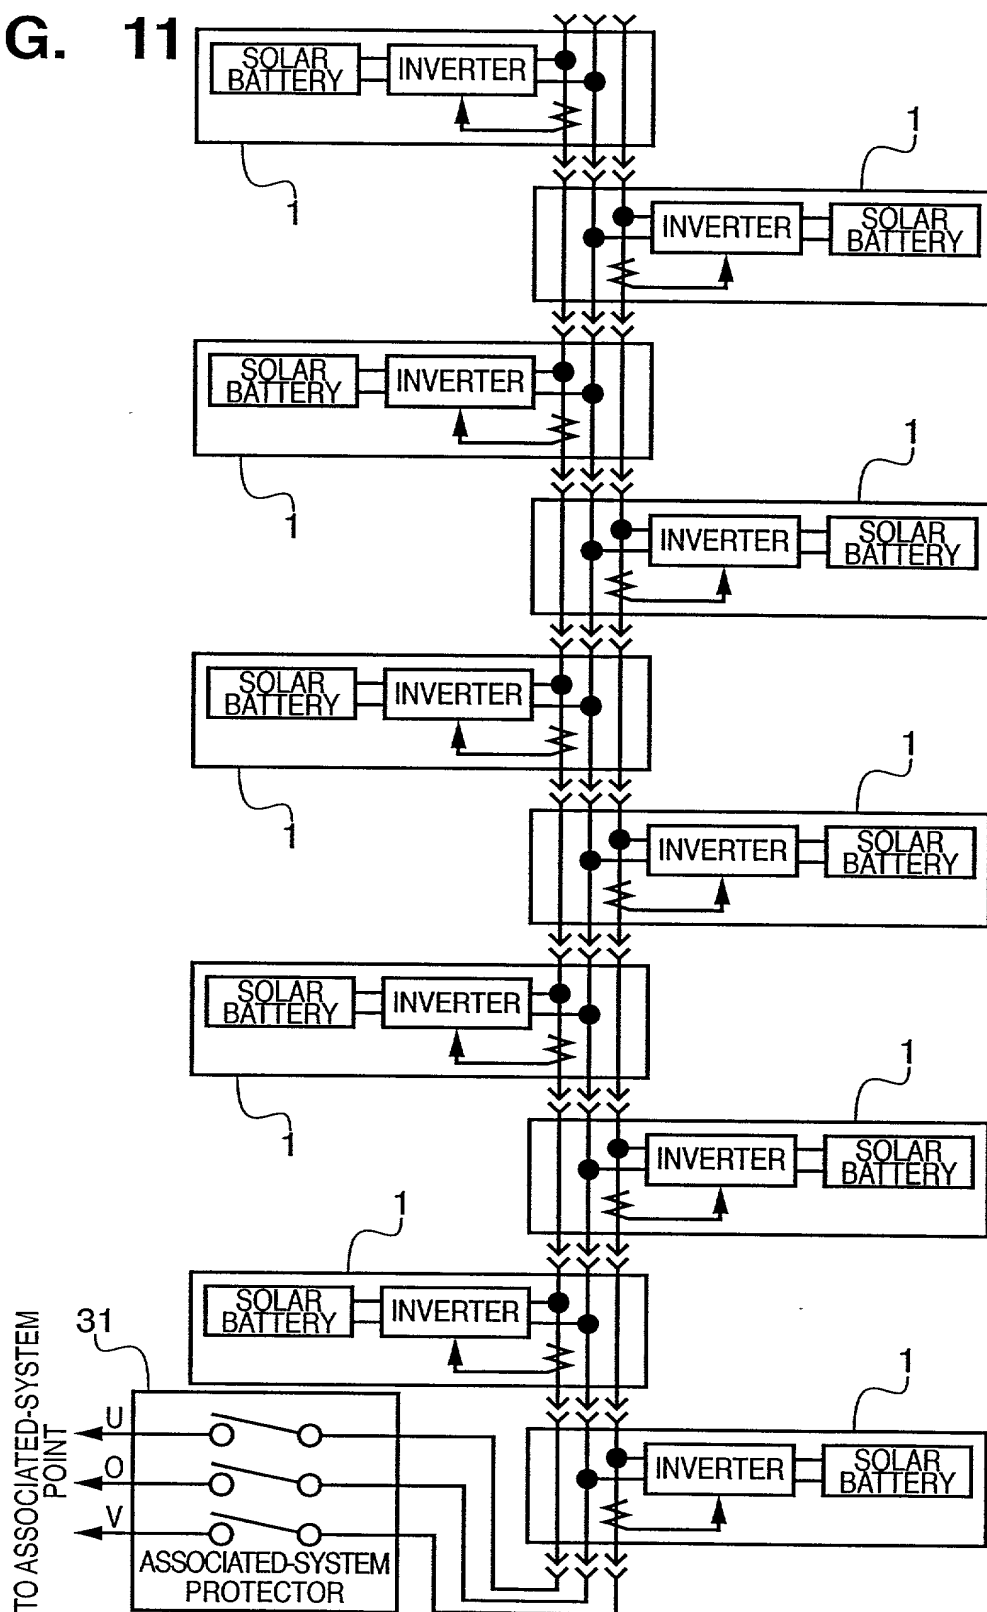 G. 11
SOLAR
BATTERY
INVERTER
1
1
INVERTER
SOLAR
BATTERY
SOLAR
BATTERY
INVERTER
1
1
INVERTER
SOLAR
BATTERY
SOLAR
BATTERY
INVERTER
1
1
INVERTER
SOLAR
BATTERY
SOLAR
BATTERY
INVERTER
1
1
INVERTER
SOLAR
BATTERY
1
SOLAR
BATTERY
INVERTER
1
INVERTER
SOLAR
BATTERY
31
TO ASSOCIATED-SYSTEM
POINT
U
O
V
ASSOCIATED-SYSTEM
PROTECTOR